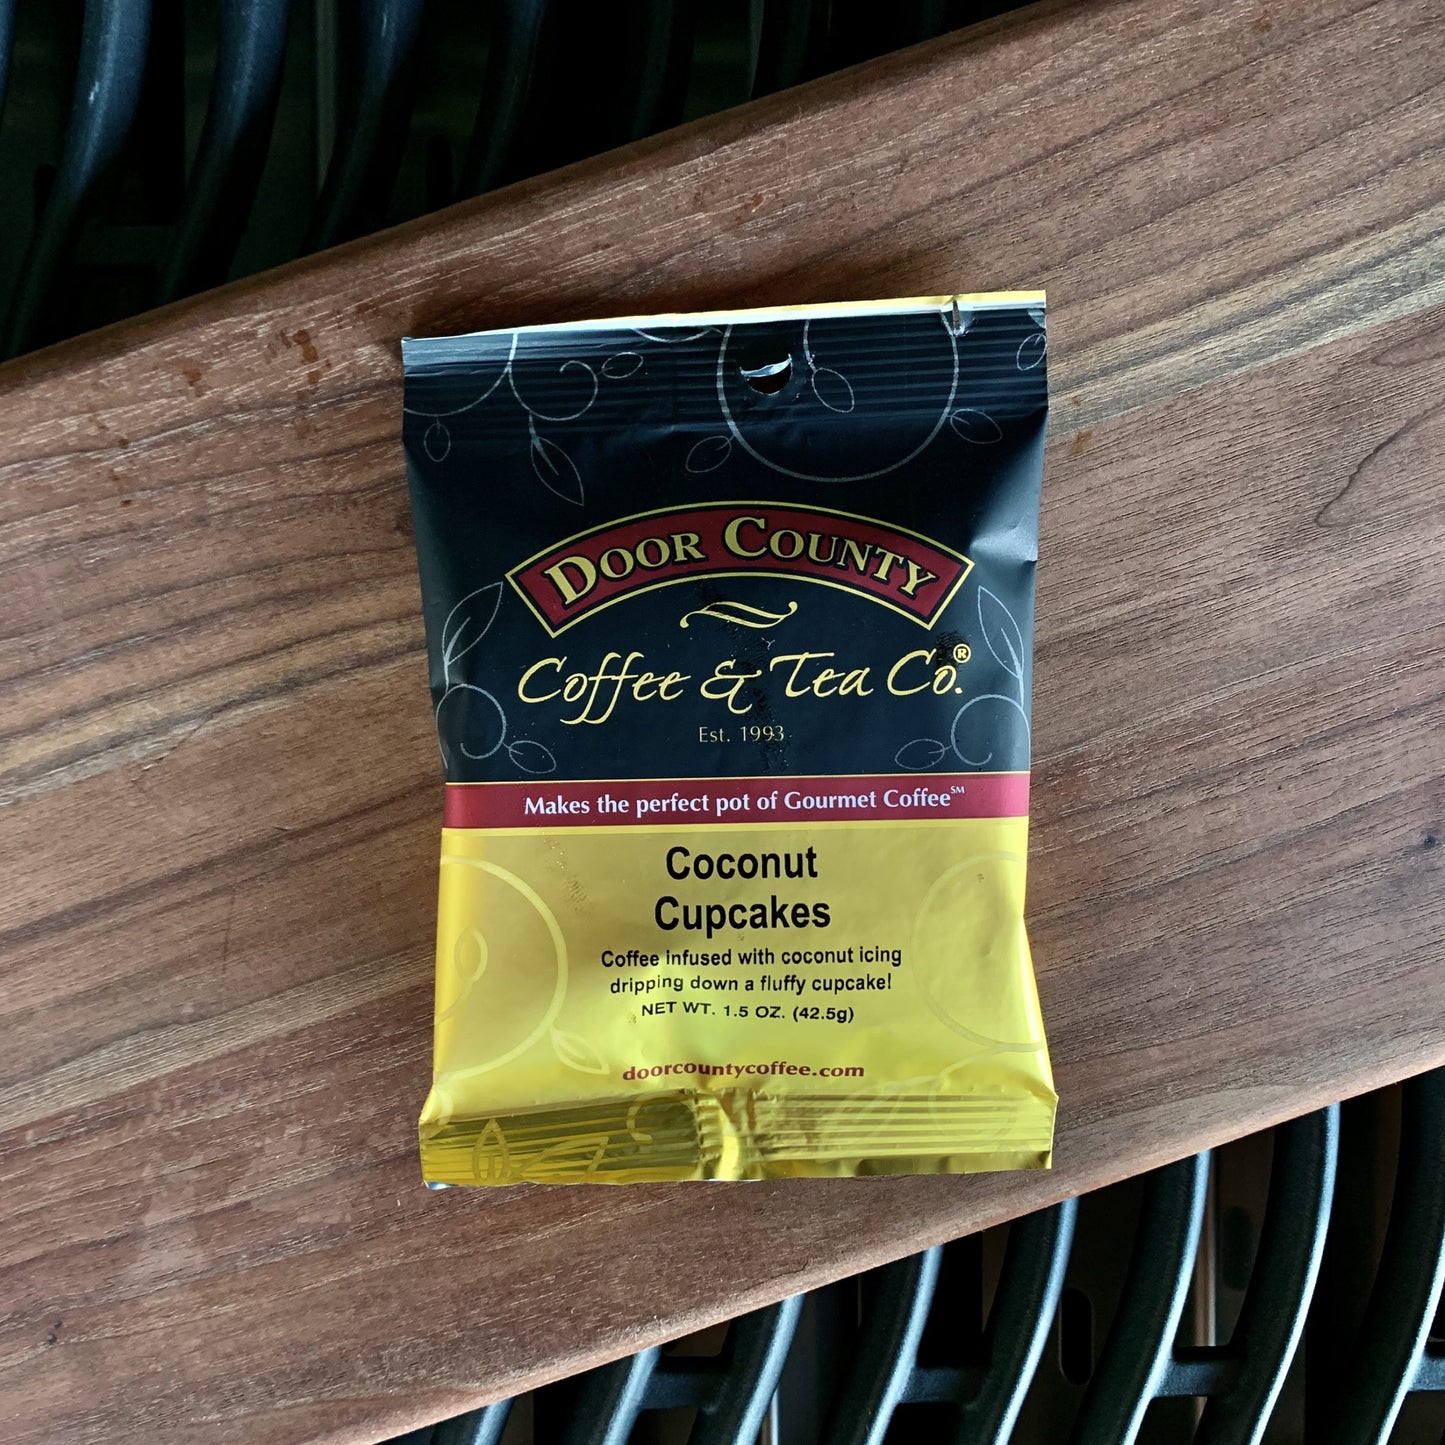 DOOR COUNTY
Coffee & Tea Co.®
Est. 1993
Makes the perfect pot of Gourmet Coffee℠
Coconut
Cupcakes
Coffee infused with coconut icing
dripping down a fluffy cupcake!
NET WT. 1.5 OZ. (42.5g)
doorcountycoffee.com